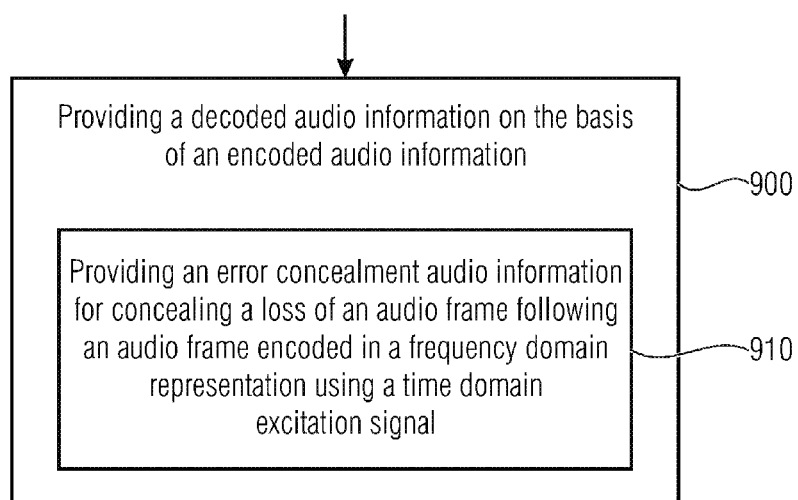 Providing a decoded audio information on the basis
of an encoded audio information
900
Providing an error concealment audio information
for concealing a loss of an audio frame following
an audio frame encoded in a frequency domain
representation using a time domain
excitation signal
910